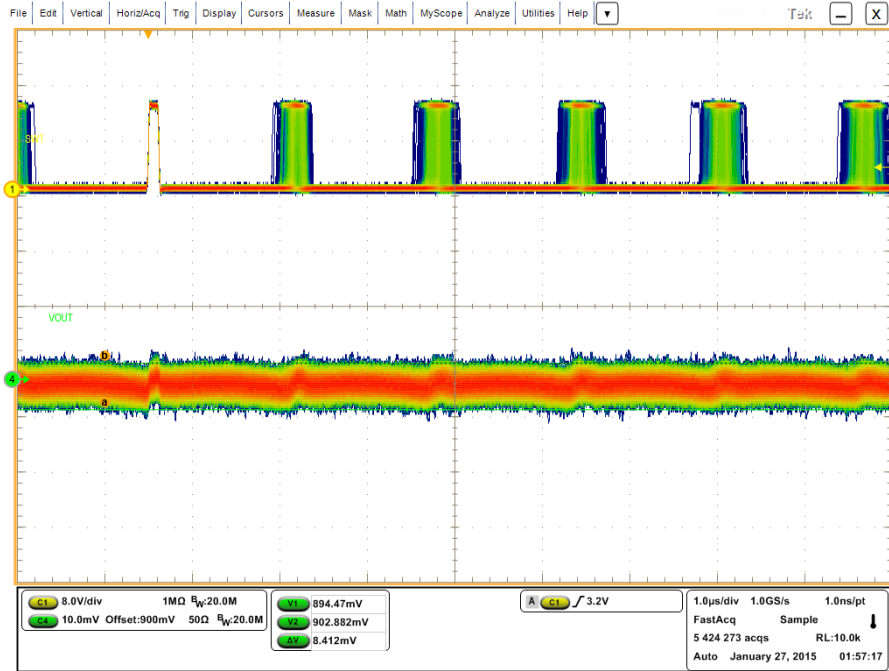 File Edit Vertical Horiz/Acq Trig Display Cursors Measure Mask Math MyScope Analyze Utilities Help Tek X
SW
1
VOUT
b
4
a
C1 8.0V/div 1MΩ BW:20.0M
C4 10.0mV Offset:900mV 50Ω BW:20.0M
V1 894.47mV
V2 902.882mV
ΔV 8.412mV
A C1 3.2V
1.0µs/div 1.0GS/s 1.0ns/pt
FastAcq Sample
5 424 273 acqs RL:10.0k
Auto January 27, 2015 01:57:17